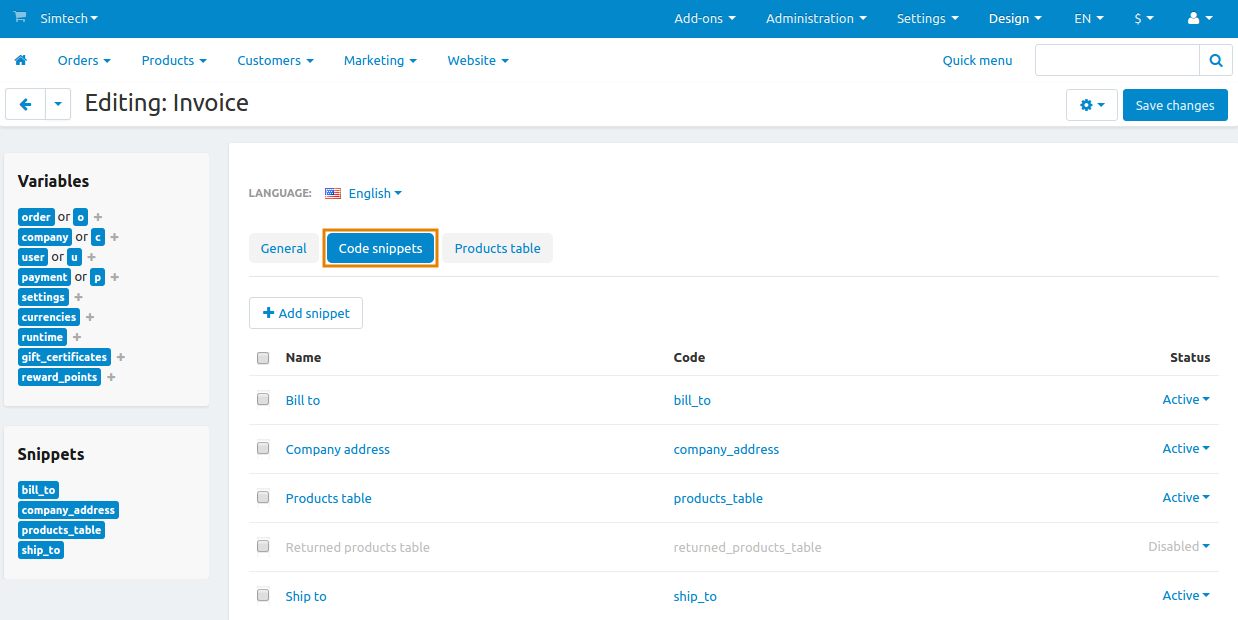 Simtech Add-ons Administration Settings Design EN $
Orders Products Customers Marketing Website Quick menu
Editing: Invoice Save changes
Variables
order or o +
company or c +
user or u +
payment or p +
settings +
currencies +
runtime +
gift_certificates +
reward_points +
Snippets
bill_to
company_address
products_table
ship_to
LANGUAGE: English
General Code snippets Products table
+ Add snippet
Name Code Status
Bill to bill_to Active
Company address company_address Active
Products table products_table Active
Returned products table returned_products_table Disabled
Ship to ship_to Active